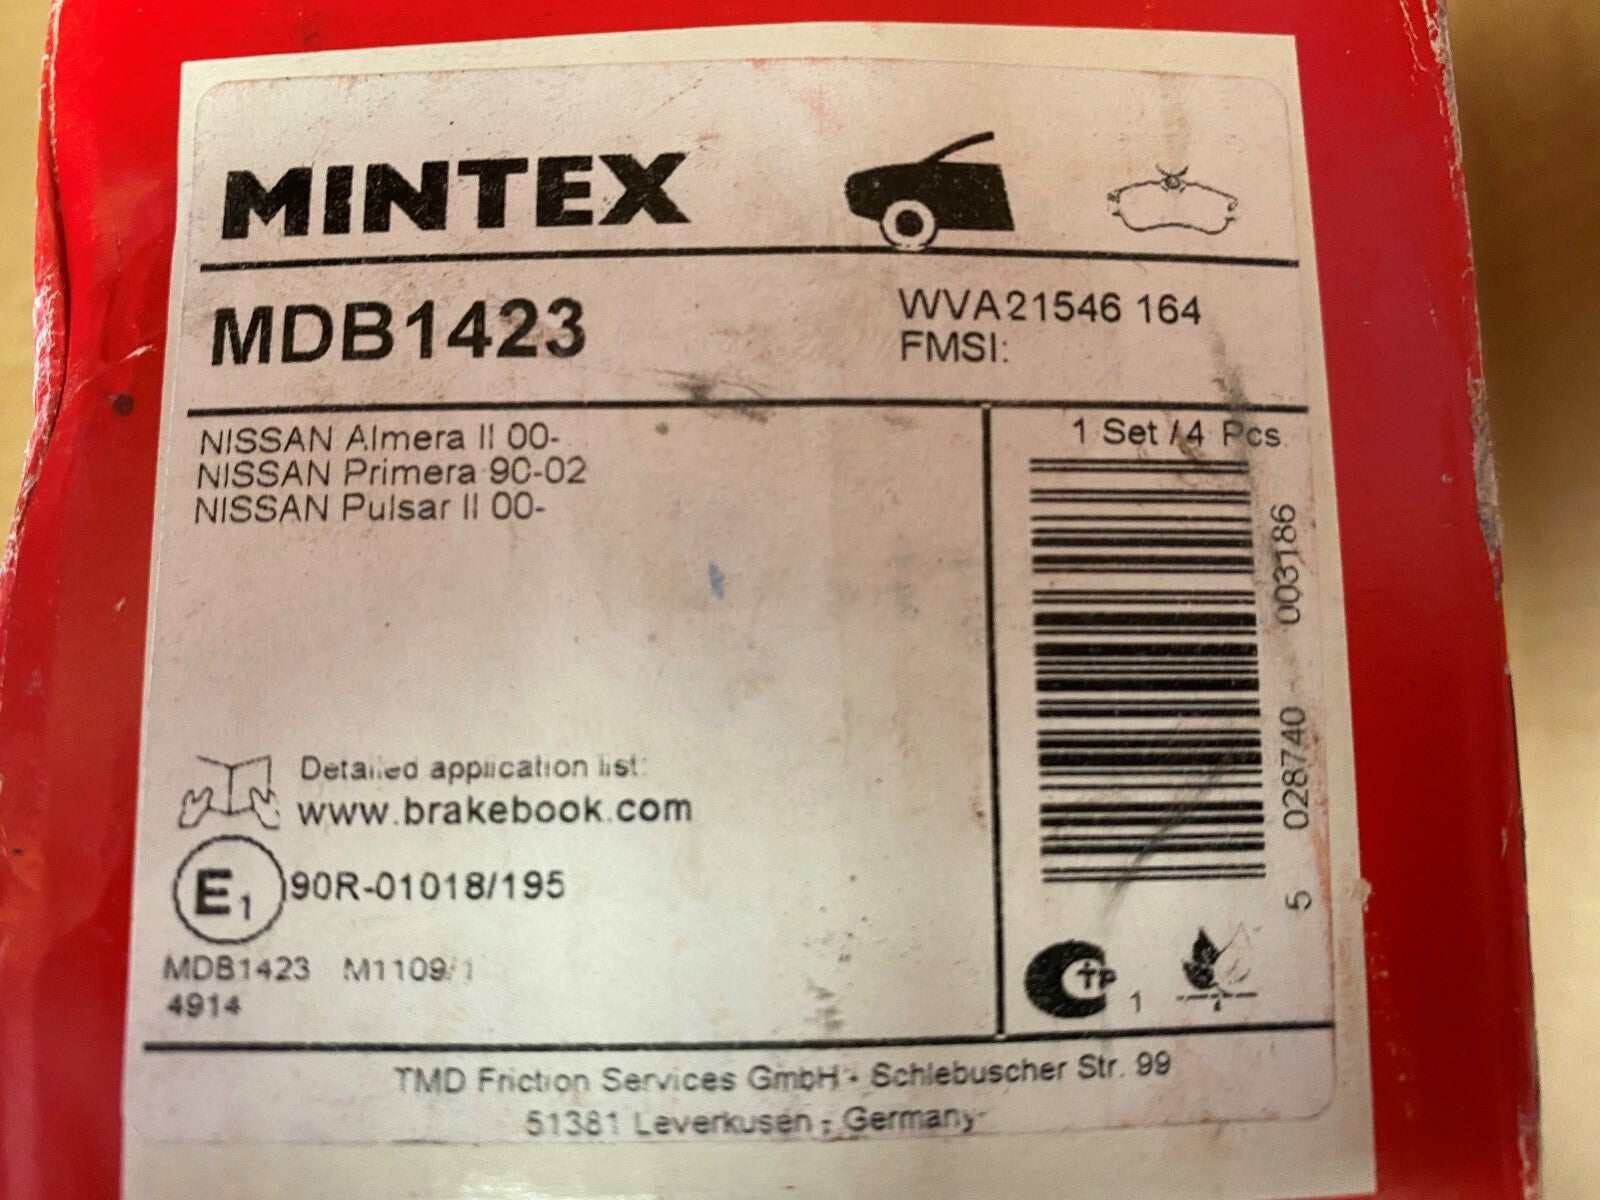 MINTEX
MDB1423
WVA21546 164
FMSI:
NISSAN Almera II 00-
NISSAN Primera 90-02
NISSAN Pulsar II 00-
1 Set / 4 Pcs
5 028740 003186
Detailed application list:
www.brakebook.com
E1 90R-01018/195
MDB1423 M1109/1
4914
1
TMD Friction Services GmbH - Schlebuscher Str. 99
51381 Leverkusen - Germany